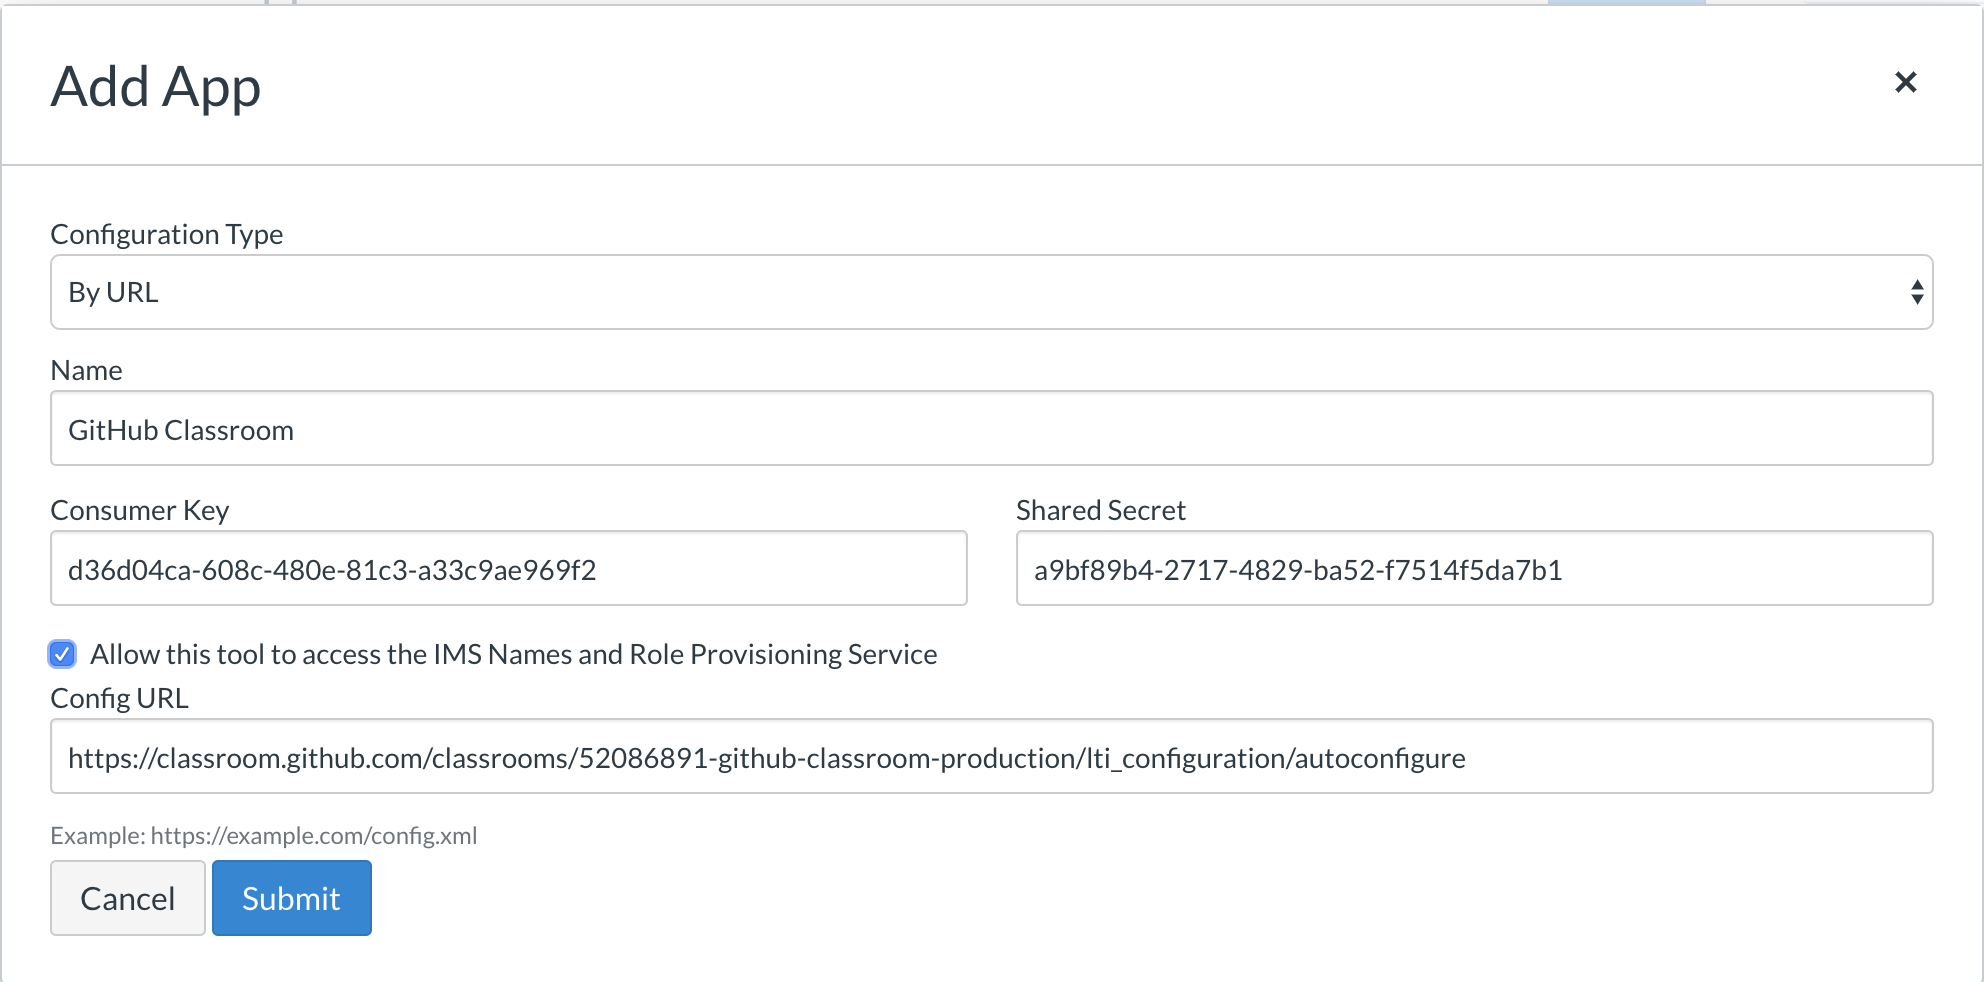 Add App
Configuration Type
By URL
Name
GitHub Classroom
Consumer Key
Shared Secret
d36d04ca-608c-480e-81c3-a33c9ae969f2
a9bf89b4-2717-4829-ba52-f7514f5da7b1
Allow this tool to access the IMS Names and Role Provisioning Service
Config URL
https://classroom.github.com/classrooms/52086891-github-classroom-production/lti_configuration/autoconfigure
Example: https://example.com/config.xml
Cancel
Submit